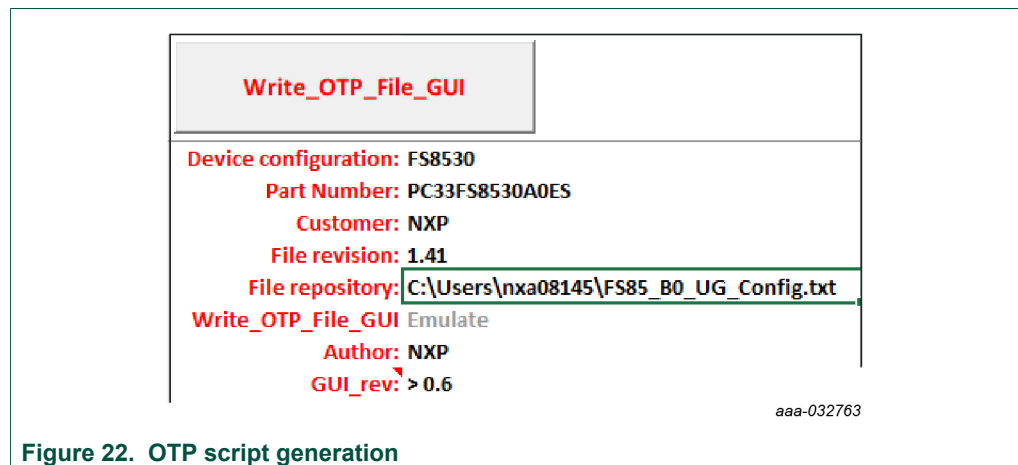 Write_OTP_File_GUI
Device configuration: FS8530
Part Number: PC33FS8530A0ES
Customer: NXP
File revision: 1.41
File repository: C:\Users\nxa08145\FS85_B0_UG_Config.txt
Write_OTP_File_GUI Emulate
Author: NXP
GUI_rev: > 0.6
aaa-032763
Figure 22. OTP script generation